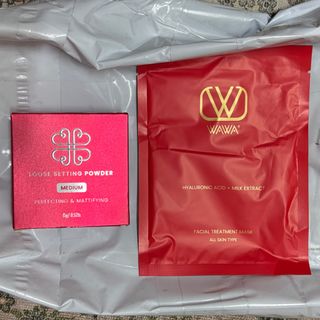 LOOSE SETTING POWDER
MEDIUM
PERFECTING & MATTIFYING
WAWA
HYALURONIC ACID + MILK EXTRACT
FACIAL TREATMENT MASK
ALL SKIN TYPE